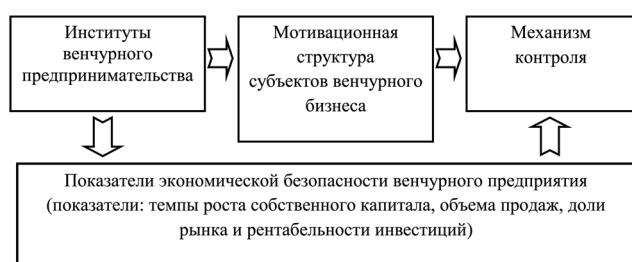 Институты
венчурного
предпринимательства
Мотивационная
структура
субъектов венчурного
бизнеса
Механизм
контроля
Показатели экономической безопасности венчурного предприятия
(показатели: темпы роста собственного капитала, объема продаж, доли
рынка и рентабельности инвестиций)